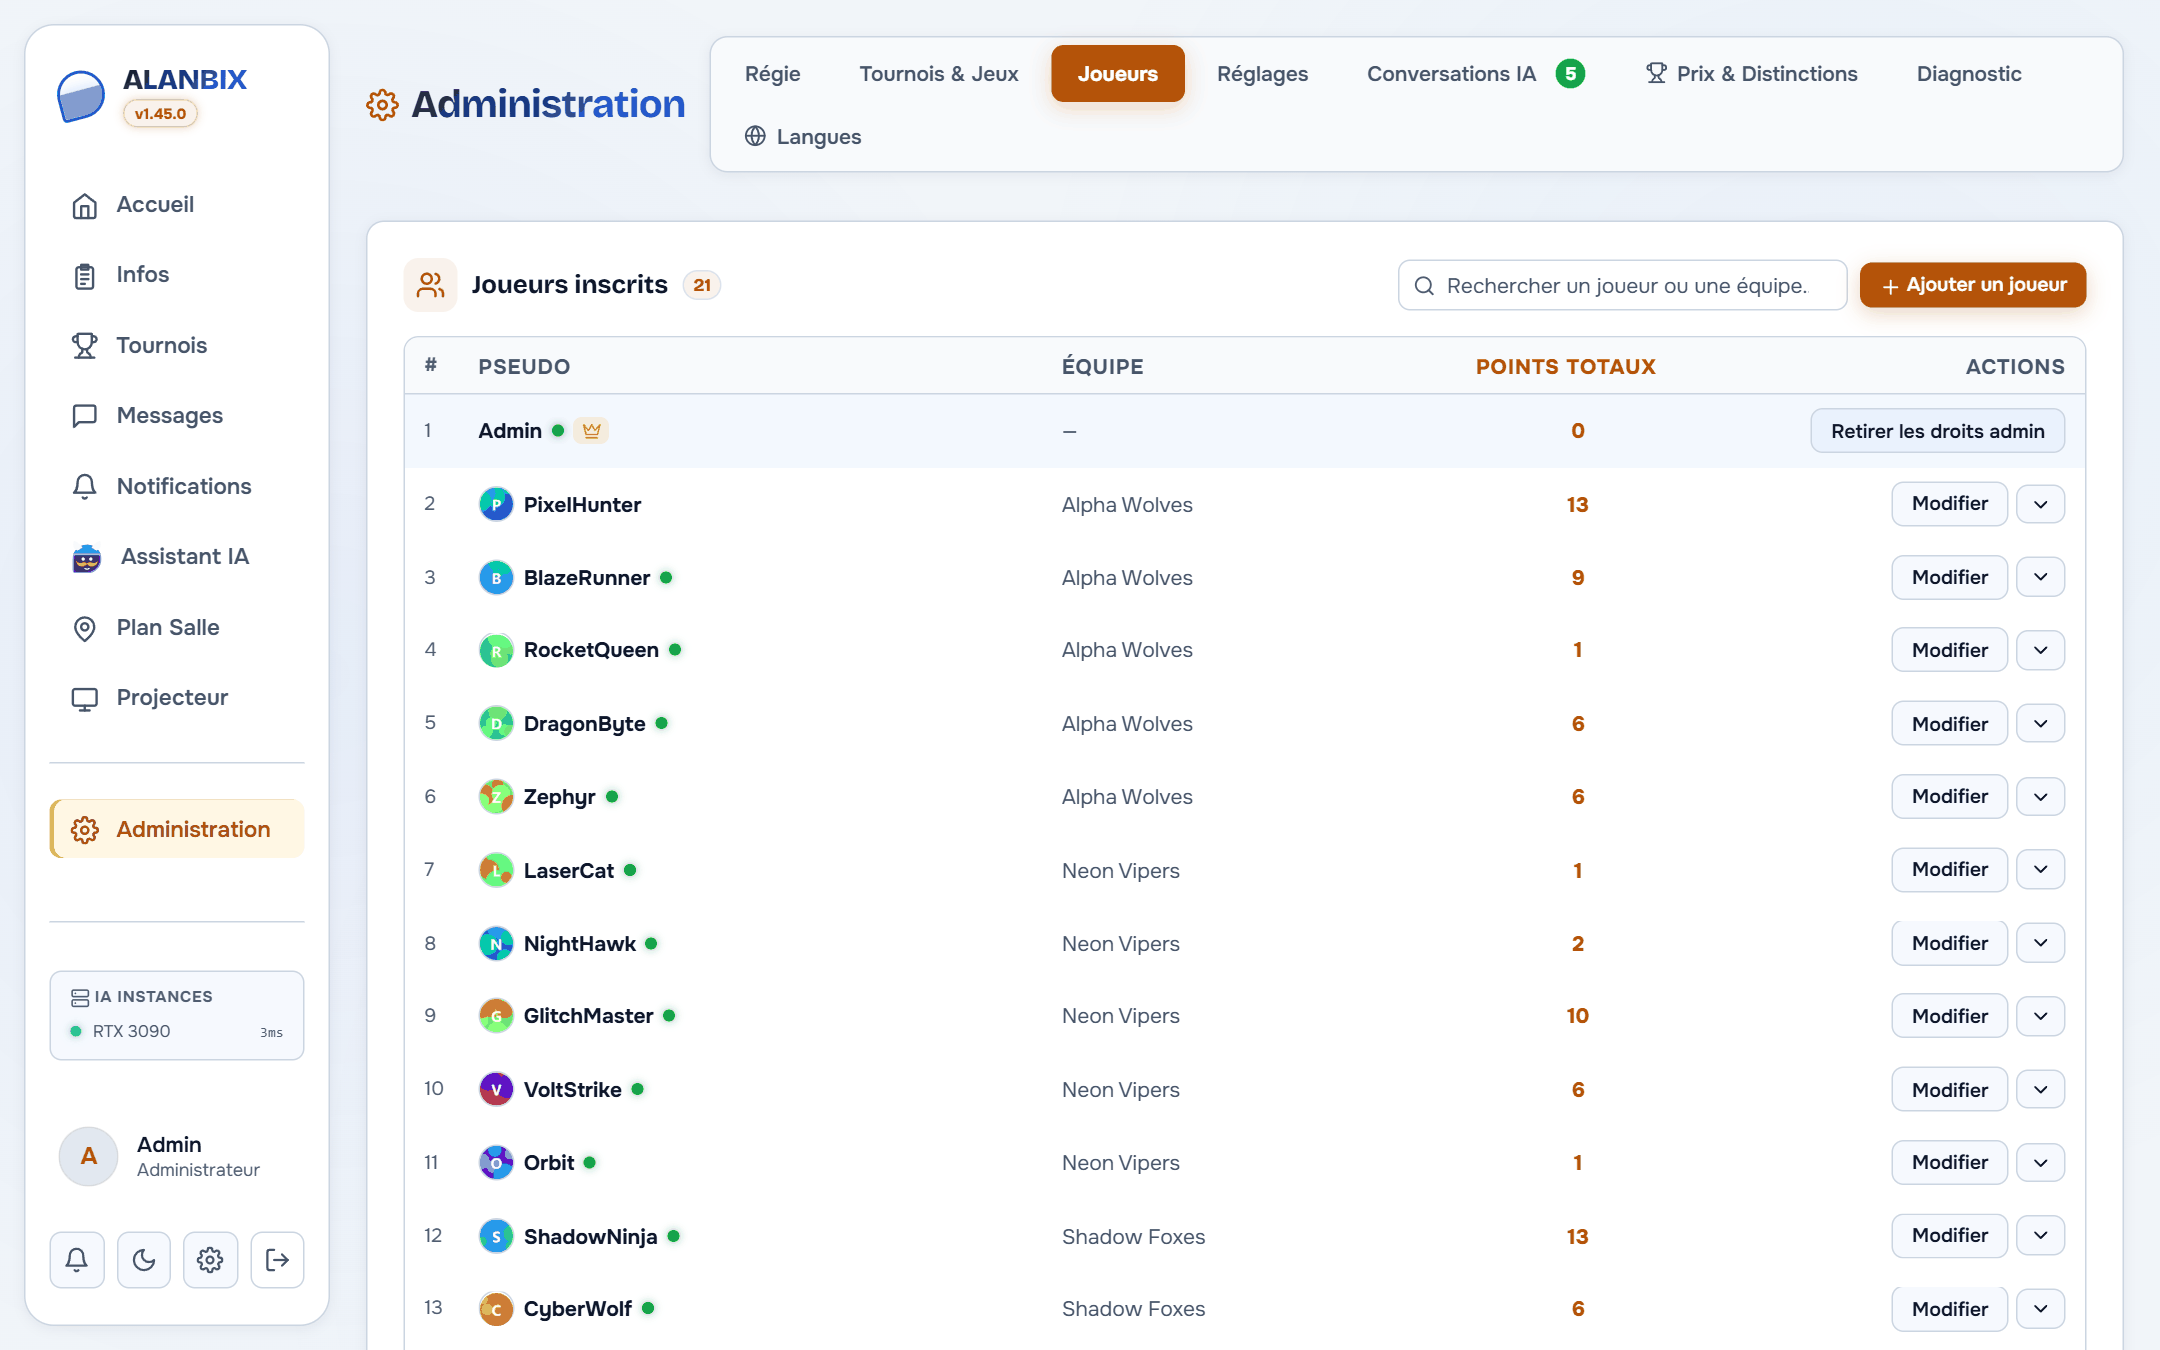 ALANBIX
v1.45.0
Accueil
Infos
Tournois
Messages
Notifications
Assistant IA
Plan Salle
Projecteur
Administration
IA INSTANCES
RTX 3090 3ms
A
Admin
Administrateur
Administration
Régie Tournois & Jeux Joueurs Réglages Conversations IA 5 Prix & Distinctions Diagnostic
Langues
Joueurs inscrits 21
Rechercher un joueur ou une équipe..
+ Ajouter un joueur
# PSEUDO ÉQUIPE POINTS TOTAUX ACTIONS
1 Admin — 0 Retirer les droits admin
2 P PixelHunter Alpha Wolves 13 Modifier
3 B BlazeRunner Alpha Wolves 9 Modifier
4 R RocketQueen Alpha Wolves 1 Modifier
5 D DragonByte Alpha Wolves 6 Modifier
6 Z Zephyr Alpha Wolves 6 Modifier
7 L LaserCat Neon Vipers 1 Modifier
8 N NightHawk Neon Vipers 2 Modifier
9 G GlitchMaster Neon Vipers 10 Modifier
10 V VoltStrike Neon Vipers 6 Modifier
11 O Orbit Neon Vipers 1 Modifier
12 S ShadowNinja Shadow Foxes 13 Modifier
13 C CyberWolf Shadow Foxes 6 Modifier